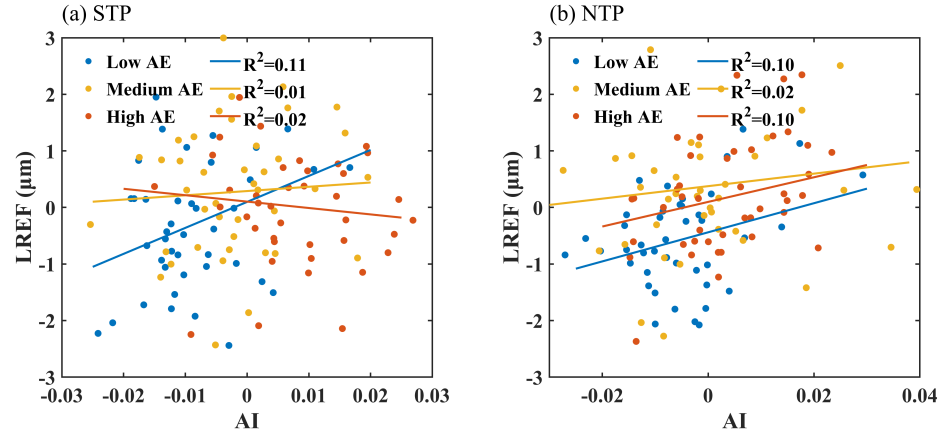 (a) STP
3
2
1
0
-1
-2
-3
LREF (μm)
Low AE R²=0.11
Medium AE R²=0.01
High AE R²=0.02
-0.03 -0.02 -0.01 0 0.01 0.02 0.03
AI
(b) NTP
3
2
1
0
-1
-2
-3
LREF (μm)
Low AE R²=0.10
Medium AE R²=0.02
High AE R²=0.10
-0.02 0 0.02 0.04
AI